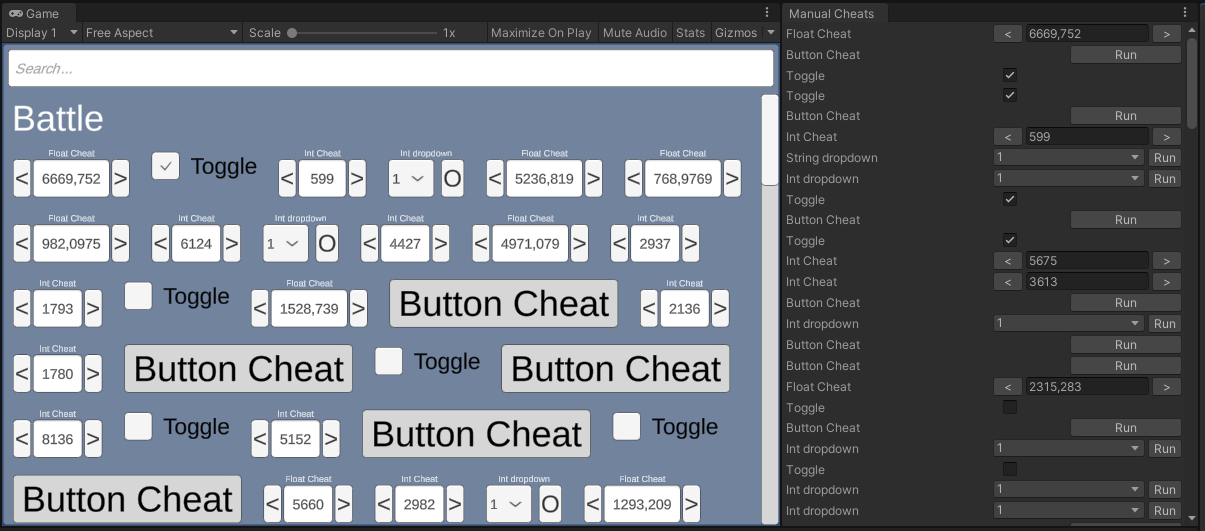 Game
Display 1 Free Aspect Scale 1x Maximize On Play Mute Audio Stats Gizmos
Search...
Battle
Float Cheat Int Cheat Int dropdown Float Cheat Float Cheat
< 6669,752 > Toggle < 599 > 1 O < 5236,819 > < 768,9769 >
Float Cheat Int Cheat Int dropdown Int Cheat Float Cheat Int Cheat
< 982,0975 > < 6124 > 1 O < 4427 > < 4971,079 > < 2937 >
Int Cheat Float Cheat Int Cheat
< 1793 > Toggle < 1528,739 > Button Cheat < 2136 >
Int Cheat
< 1780 > Button Cheat Toggle Button Cheat
Int Cheat Int Cheat
< 8136 > Toggle < 5152 > Button Cheat Toggle
Float Cheat Int Cheat Int dropdown Float Cheat
Button Cheat < 5660 > < 2982 > 1 O < 1293,209 >
Manual Cheats
Float Cheat < 6669,752 >
Button Cheat Run
Toggle
Toggle
Button Cheat Run
Int Cheat < 599 >
String dropdown 1 Run
Int dropdown 1 Run
Toggle
Button Cheat Run
Toggle
Int Cheat < 5675 >
Int Cheat < 3613 >
Button Cheat Run
Int dropdown 1 Run
Button Cheat Run
Button Cheat Run
Float Cheat < 2315,283 >
Toggle
Button Cheat Run
Int dropdown 1 Run
Toggle
Int dropdown 1 Run
Int dropdown 1 Run